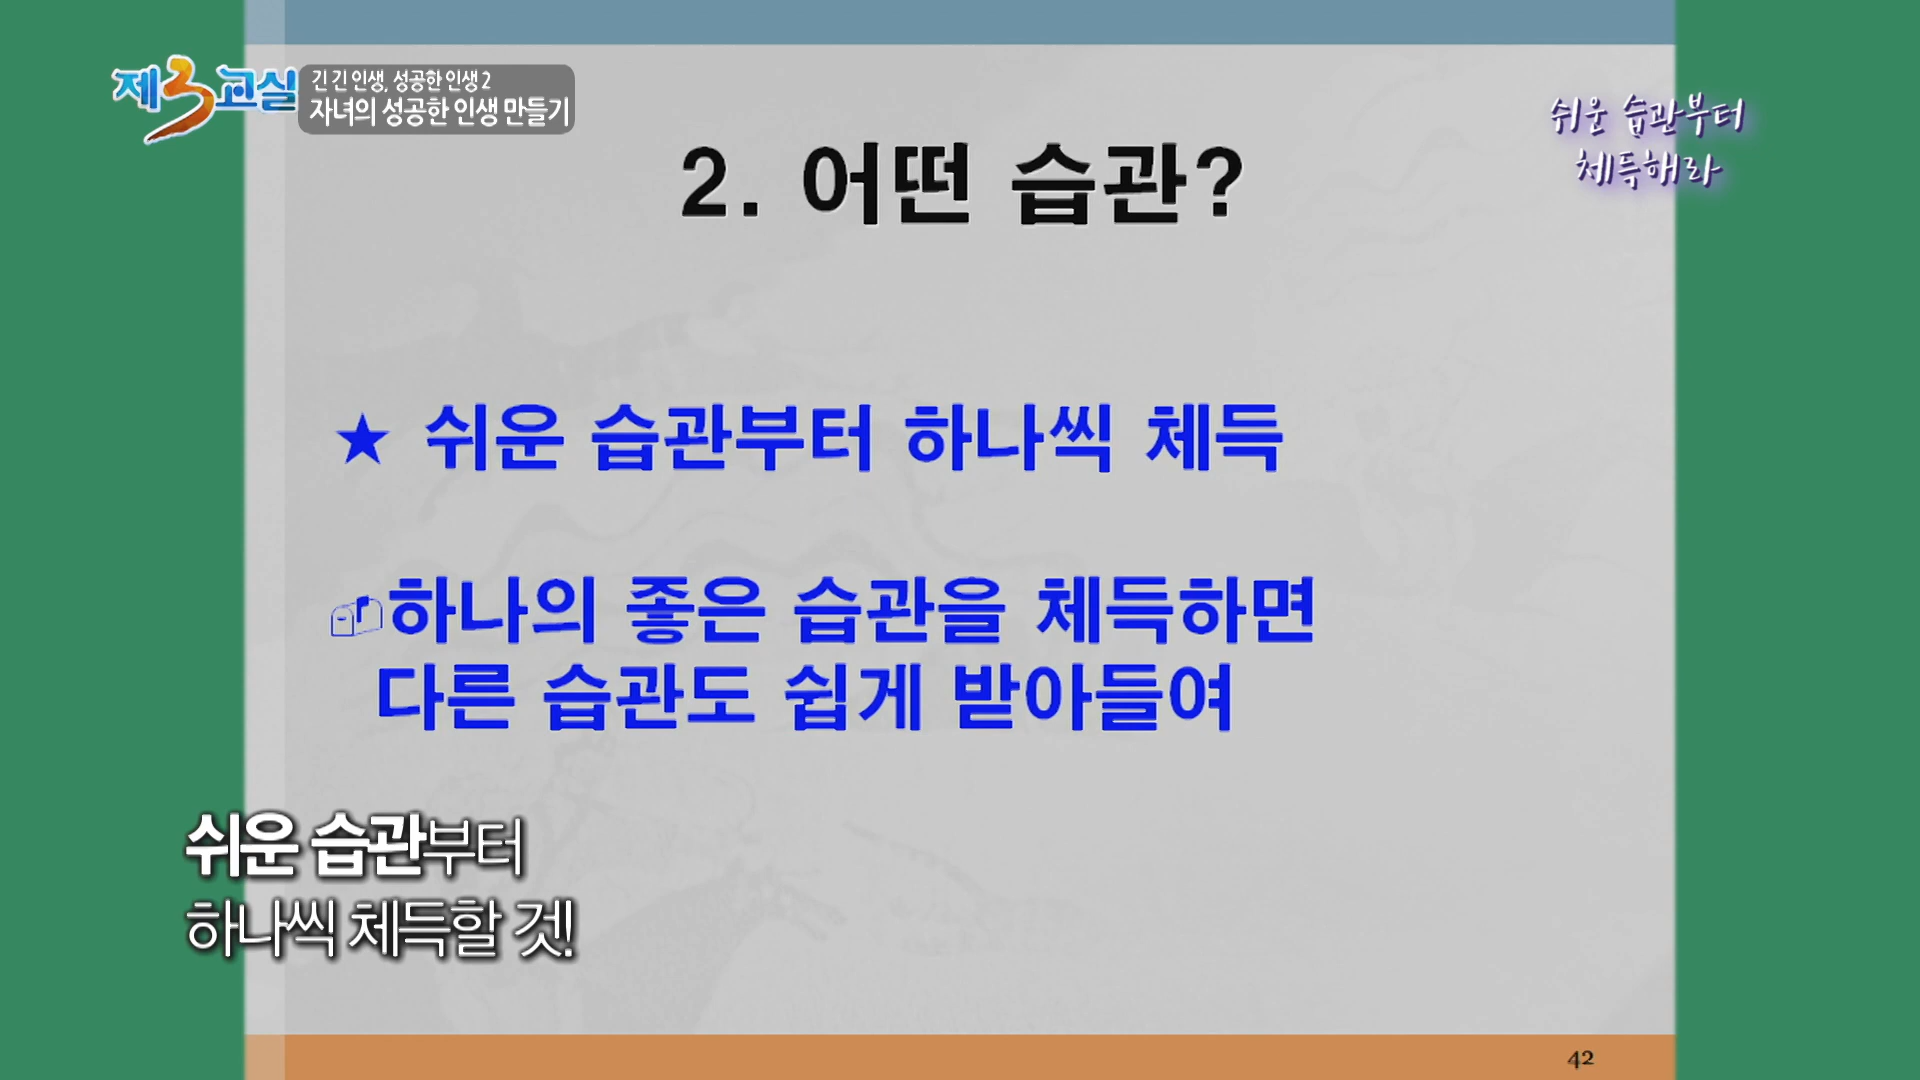 제3교실
긴 긴 인생, 성공한 인생 2
자녀의 성공한 인생 만들기
쉬운 습관부터
체득해라
2. 어떤 습관?
★ 쉬운 습관부터 하나씩 체득
하나의 좋은 습관을 체득하면
다른 습관도 쉽게 받아들여
쉬운 습관부터
하나씩 체득할 것!
42